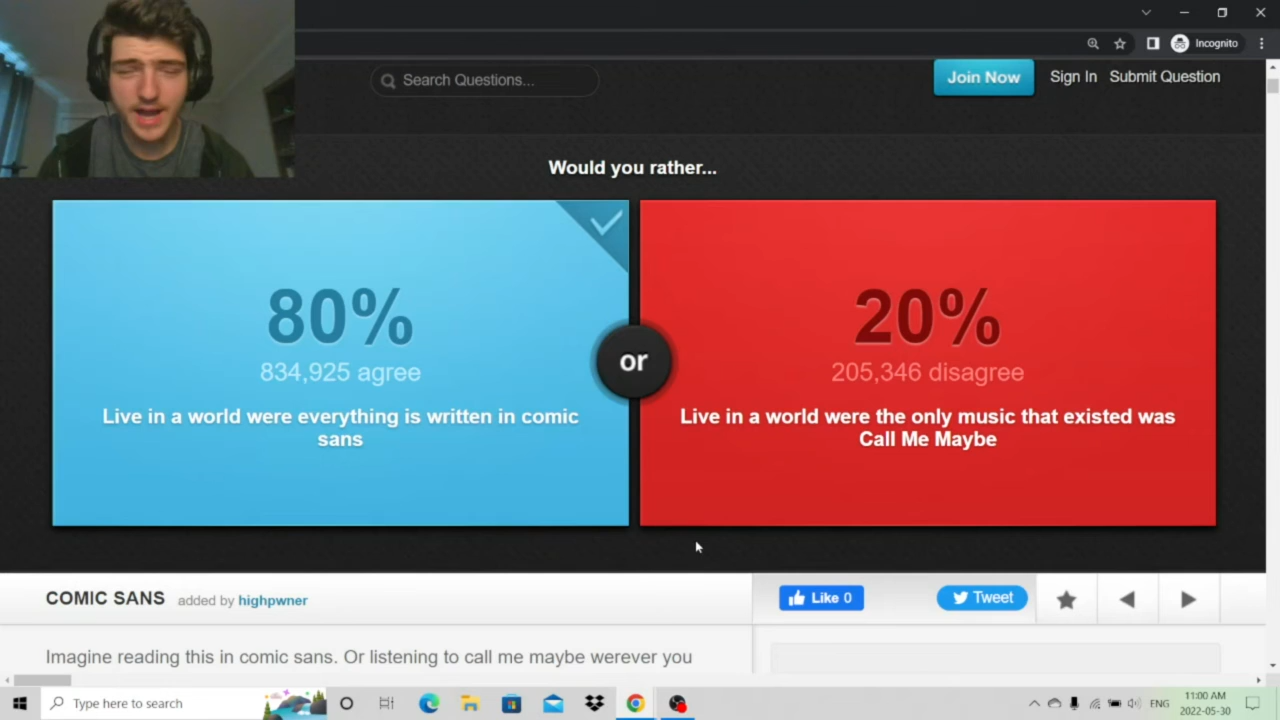 Incognito
Search Questions...
Join Now
Sign In
Submit Question
Would you rather...
80%
834,925 agree
Live in a world were everything is written in comic
sans
or
20%
205,346 disagree
Live in a world were the only music that existed was
Call Me Maybe
COMIC SANS added by highpwner
Like 0
Tweet
Imagine reading this in comic sans. Or listening to call me maybe werever you
Type here to search
ENG
11:00 AM
2022-05-30